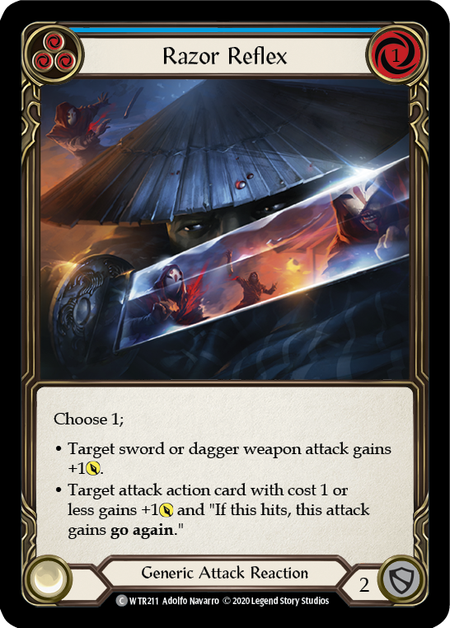 Razor Reflex
1
Choose 1;
• Target sword or dagger weapon attack gains
+1.
• Target attack action card with cost 1 or
less gains +1 and "If this hits, this attack
gains go again."
Generic Attack Reaction
2
C WTR211 Adolfo Navarro ©2020 Legend Story Studios